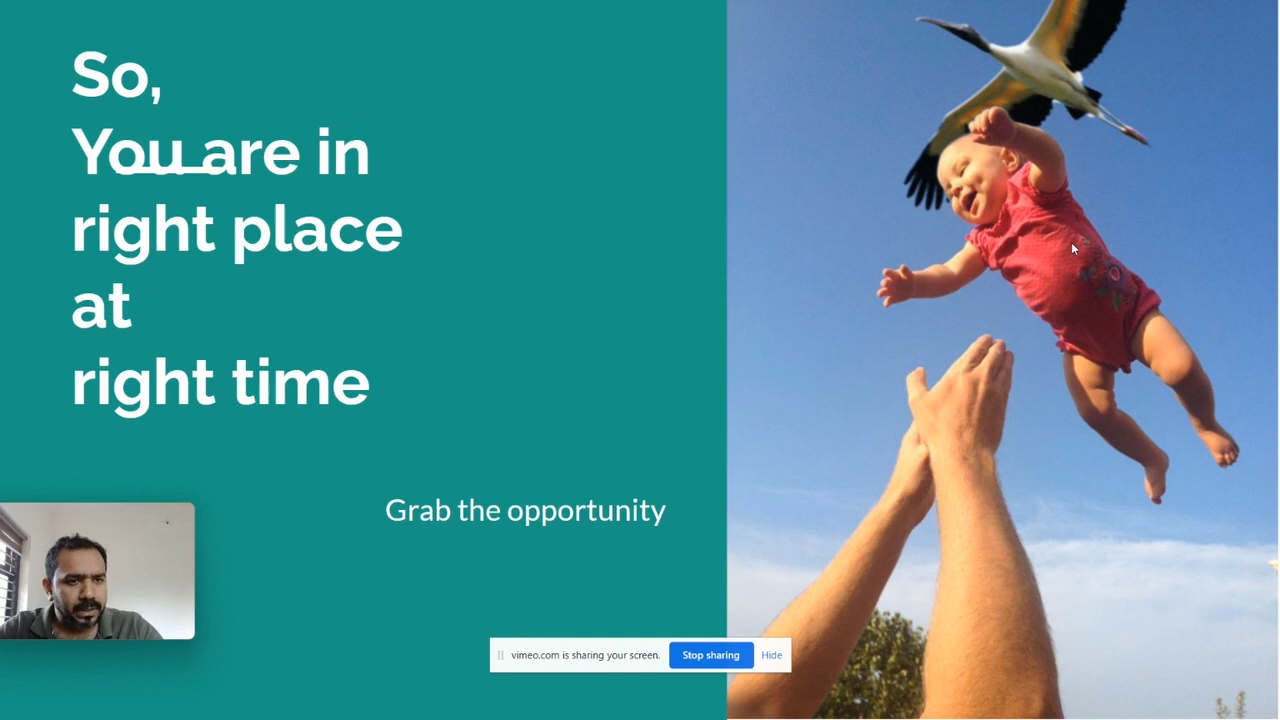 So,
You are in
right place
at
right time
Grab the opportunity
vimeo.com is sharing your screen.
Stop sharing
Hide